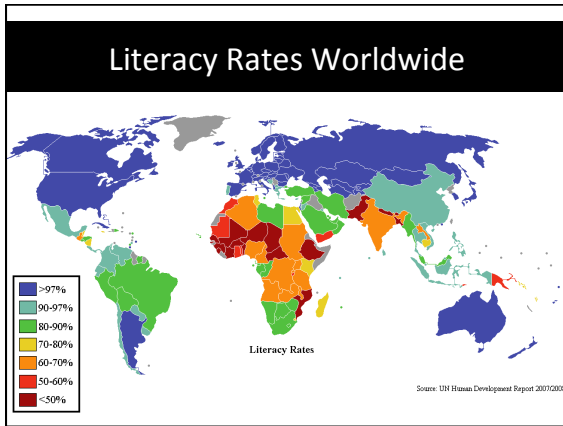 Literacy Rates Worldwide
>97%
90-97%
80-90%
70-80%
60-70%
50-60%
<50%
Literacy Rates
Source: UN Human Development Report 2007/2008